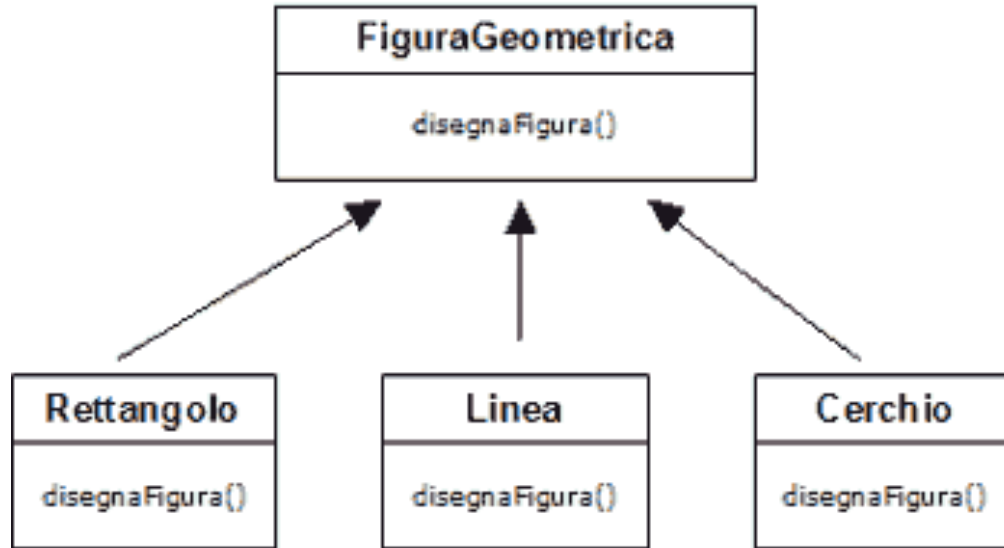 FiguraGeometrica
disegnaFigura()
Rettangolo
disegnaFigura()
Linea
disegnaFigura()
Cerchio
disegnaFigura()